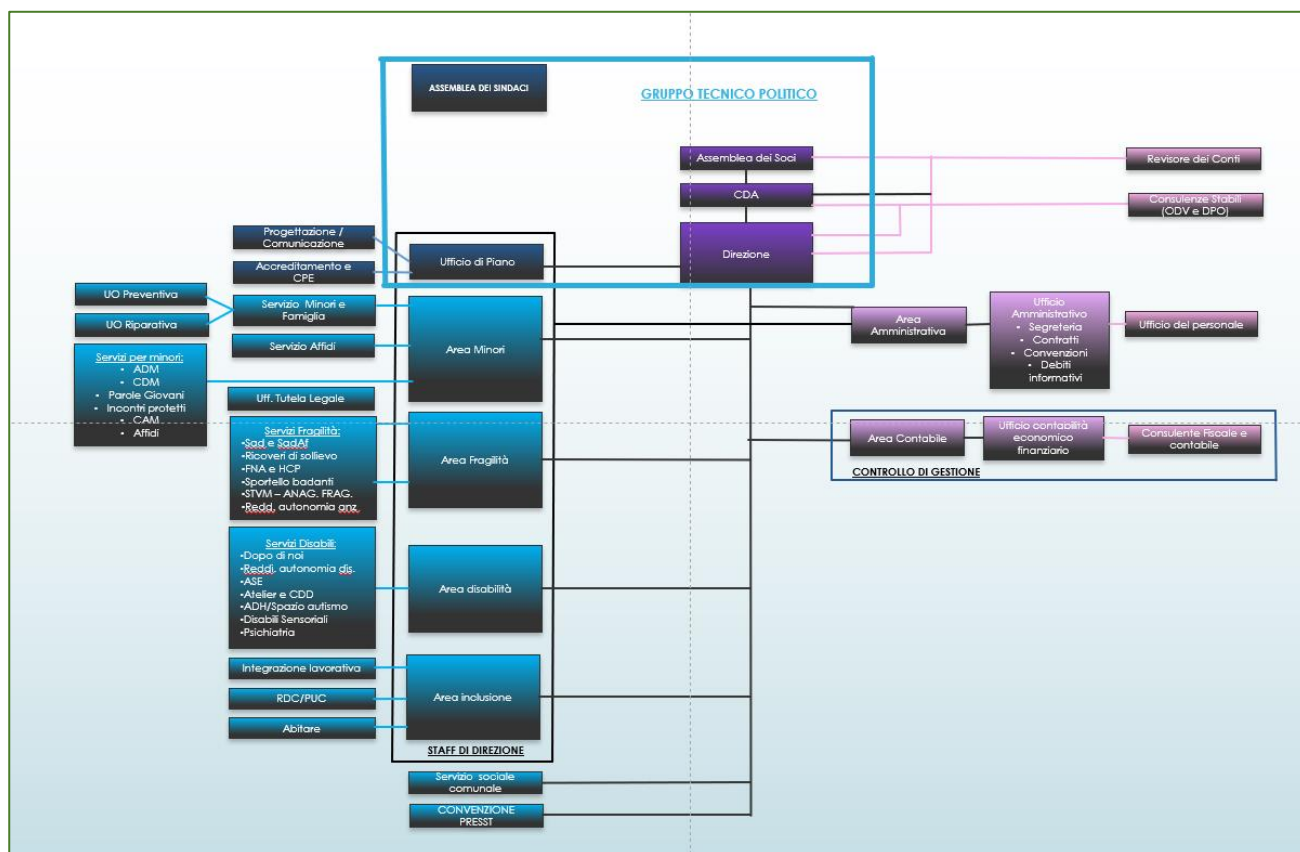 ASSEMBLEA DEI SINDACI
GRUPPO TECNICO POLITICO
Assemblea dei Soci
Revisore dei Conti
CDA
Consulenze Stabili
(ODV e DPO)
Progettazione /
Comunicazione
Ufficio di Piano
Direzione
Accreditamento e
CPE
UO Preventiva
UO Riparativa
Servizio Minori e
Famiglia
Servizio Affidi
Area Minori
Area
Amministrativa
Ufficio
Amministrativo
• Segreteria
• Contratti
• Convenzioni
• Debiti
informativi
Ufficio del personale
Servizi per minori:
• ADM
• CDM
• Parole Giovani
• Incontri protetti
• CAM
• Affidi
Uff. Tutela Legale
Servizi Fragilità:
•Sad e SadAf
•Ricoveri di sollievo
•FNA e HCP
•Sportello badanti
•STVM – ANAG. FRAG.
•Redd. autonomia anz.
Area Fragilità
Area Contabile
Ufficio contabilità
economico
finanziario
Consulente Fiscale e
contabile
CONTROLLO DI GESTIONE
Servizi Disabili:
•Dopo di noi
•Reddi. autonomia dis.
•ASE
•Atelier e CDD
•ADH/Spazio autismo
•Disabili Sensoriali
•Psichiatria
Area disabilità
Integrazione lavorativa
RDC/PUC
Abitare
Area inclusione
STAFF DI DIREZIONE
Servizio sociale
comunale
CONVENZIONE
PRESST